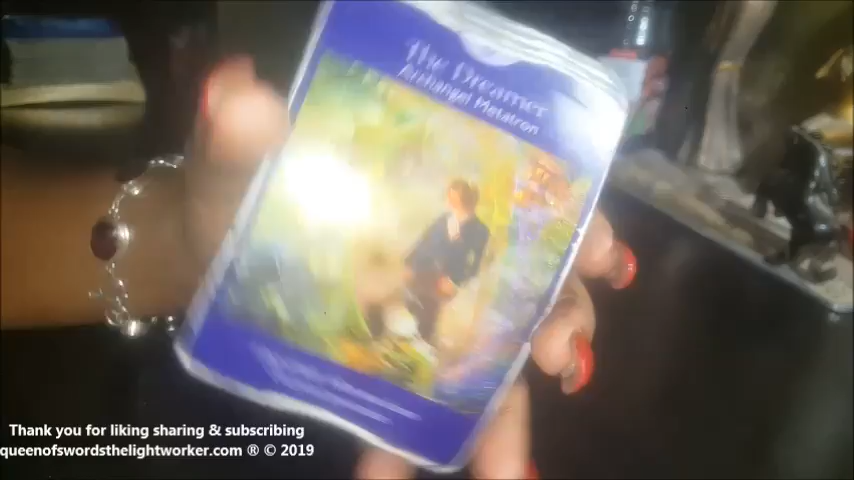 The Dreamer
Archangel Metatron
Thank you for liking sharing & subscribing
queenofswordsthelightworker.com ® © 2019